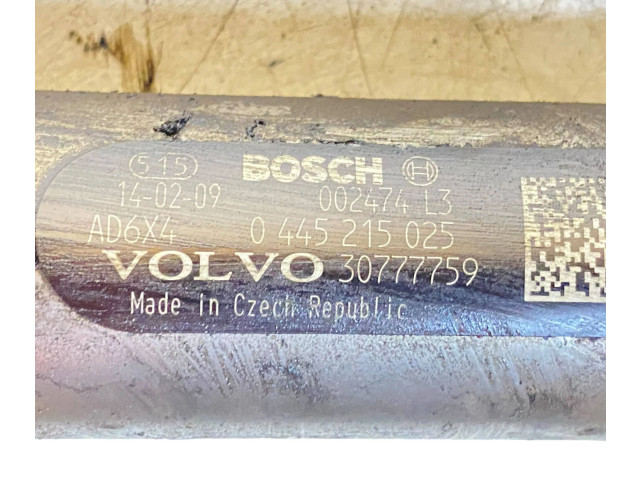 515 BOSCH
14-02-09 002474 L3
AD6X4 0 445 215 025
VOLVO 30777759
Made in Czech Republic